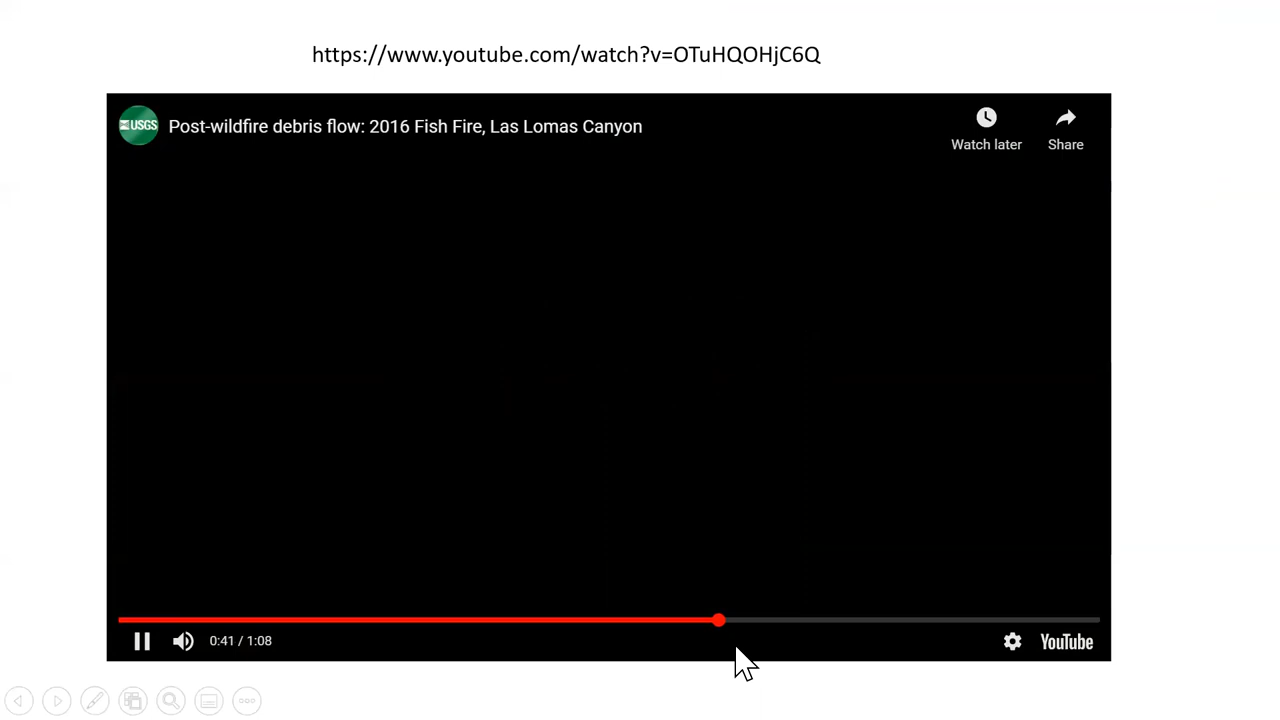 https://www.youtube.com/watch?v=OTuHQOHjC6Q
USGS
Post-wildfire debris flow: 2016 Fish Fire, Las Lomas Canyon
Watch later
Share
0:41 / 1:08
YouTube